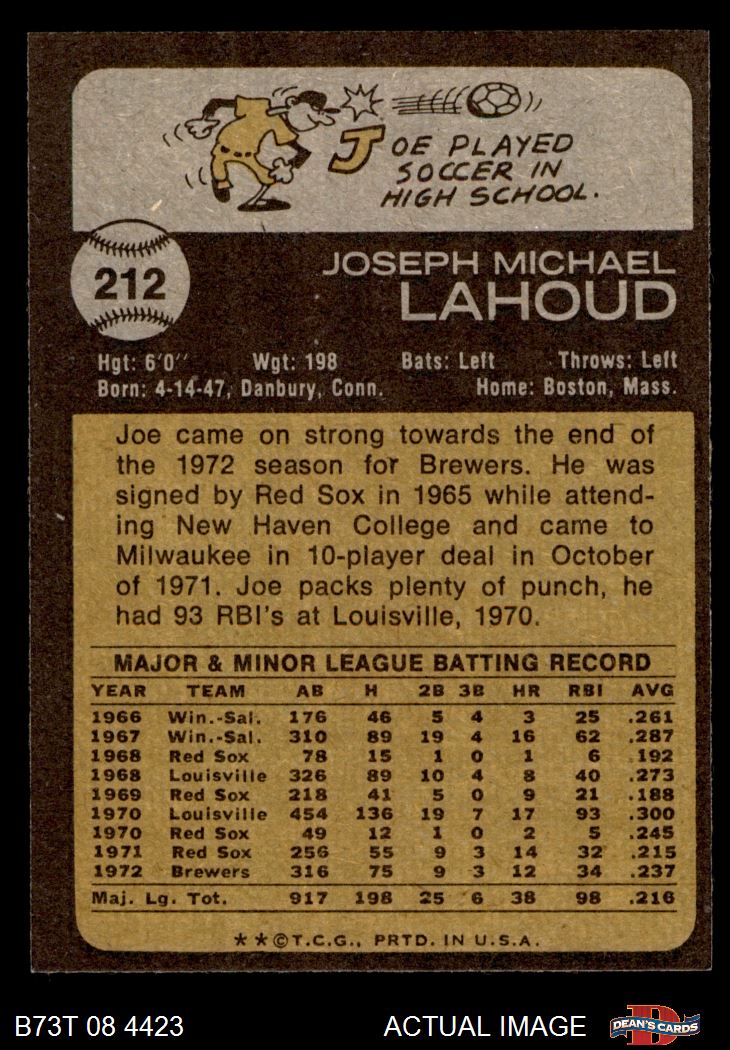 JOE PLAYED
SOCCER IN
HIGH SCHOOL.
212
JOSEPH MICHAEL
LAHOUD
Hgt: 6'0" Wgt: 198 Bats: Left Throws: Left
Born: 4-14-47, Danbury, Conn. Home: Boston, Mass.
Joe came on strong towards the end of
the 1972 season for Brewers. He was
signed by Red Sox in 1965 while attend-
ing New Haven College and came to
Milwaukee in 10-player deal in October
of 1971. Joe packs plenty of punch, he
had 93 RBI's at Louisville, 1970.
MAJOR & MINOR LEAGUE BATTING RECORD
YEAR TEAM AB H 2B 3B HR RBI AVG
1966 Win.-Sal. 176 46 5 4 3 25 .261
1967 Win.-Sal. 310 89 19 4 16 62 .287
1968 Red Sox 78 15 1 0 1 6 .192
1968 Louisville 326 89 10 4 8 40 .273
1969 Red Sox 218 41 5 0 9 21 .188
1970 Louisville 454 136 19 7 17 93 .300
1970 Red Sox 49 12 1 0 2 5 .245
1971 Red Sox 256 55 9 3 14 32 .215
1972 Brewers 316 75 9 3 12 34 .237
Maj. Lg. Tot. 917 198 25 6 38 98 .216
**©T.C.G., PRTD. IN U.S.A.
B73T 08 4423 ACTUAL IMAGE DEAN'S CARDS